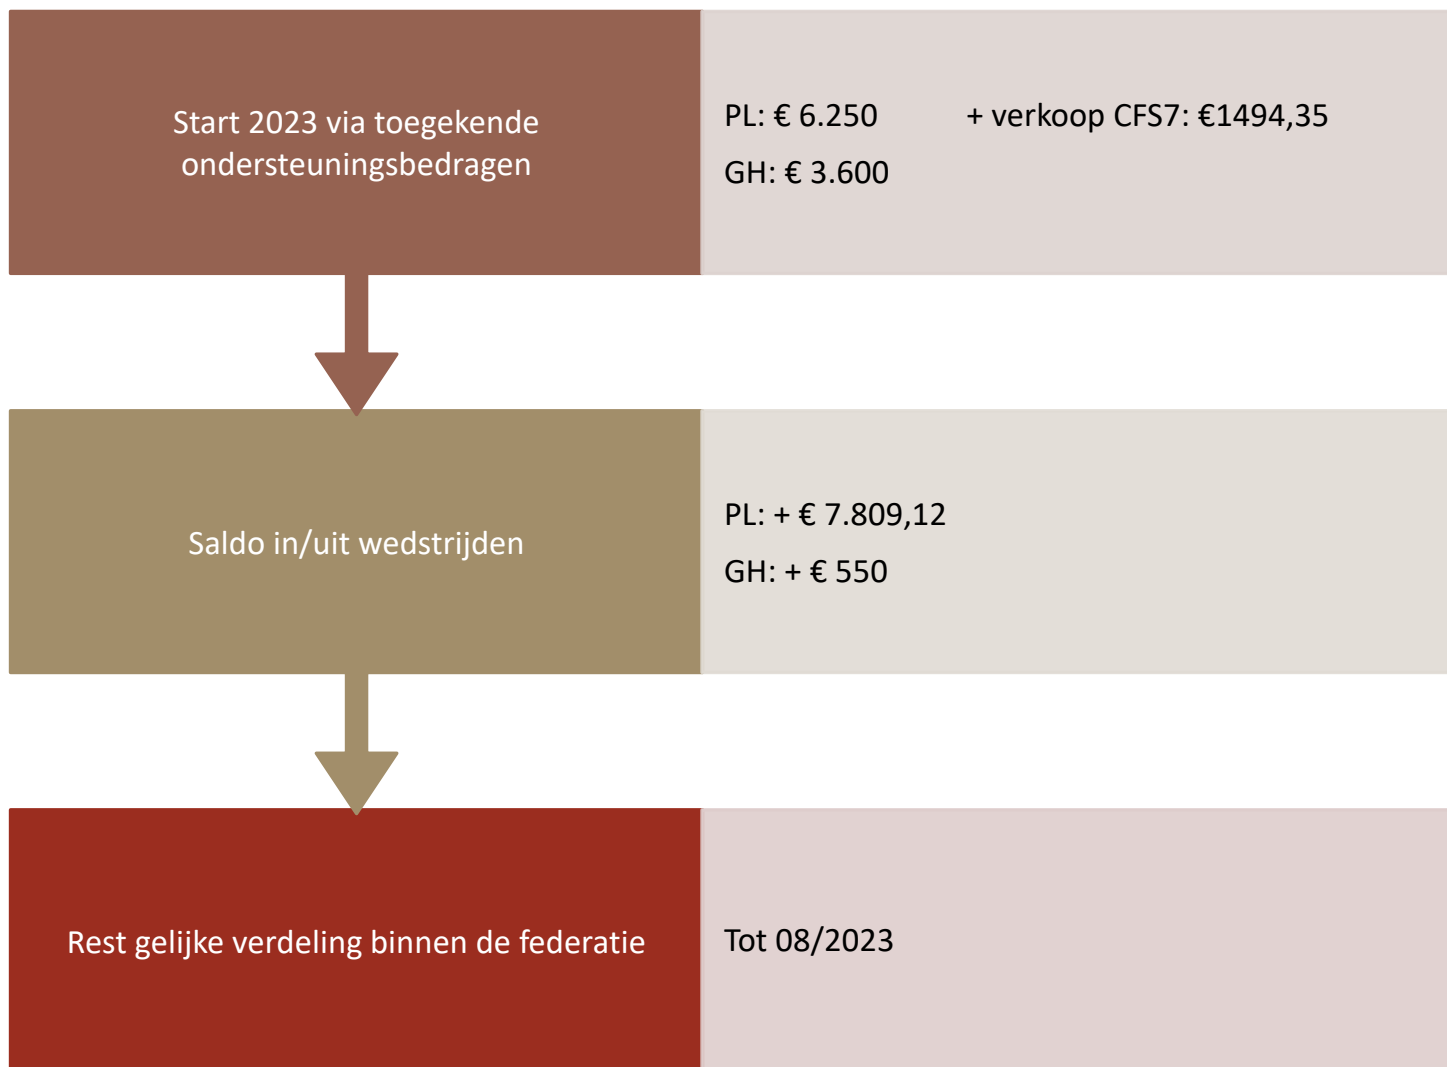 Start 2023 via toegekende
ondersteuningsbedragen
PL: € 6.250 + verkoop CFS7: €1494,35
GH: € 3.600
Saldo in/uit wedstrijden
PL: + € 7.809,12
GH: + € 550
Rest gelijke verdeling binnen de federatie
Tot 08/2023